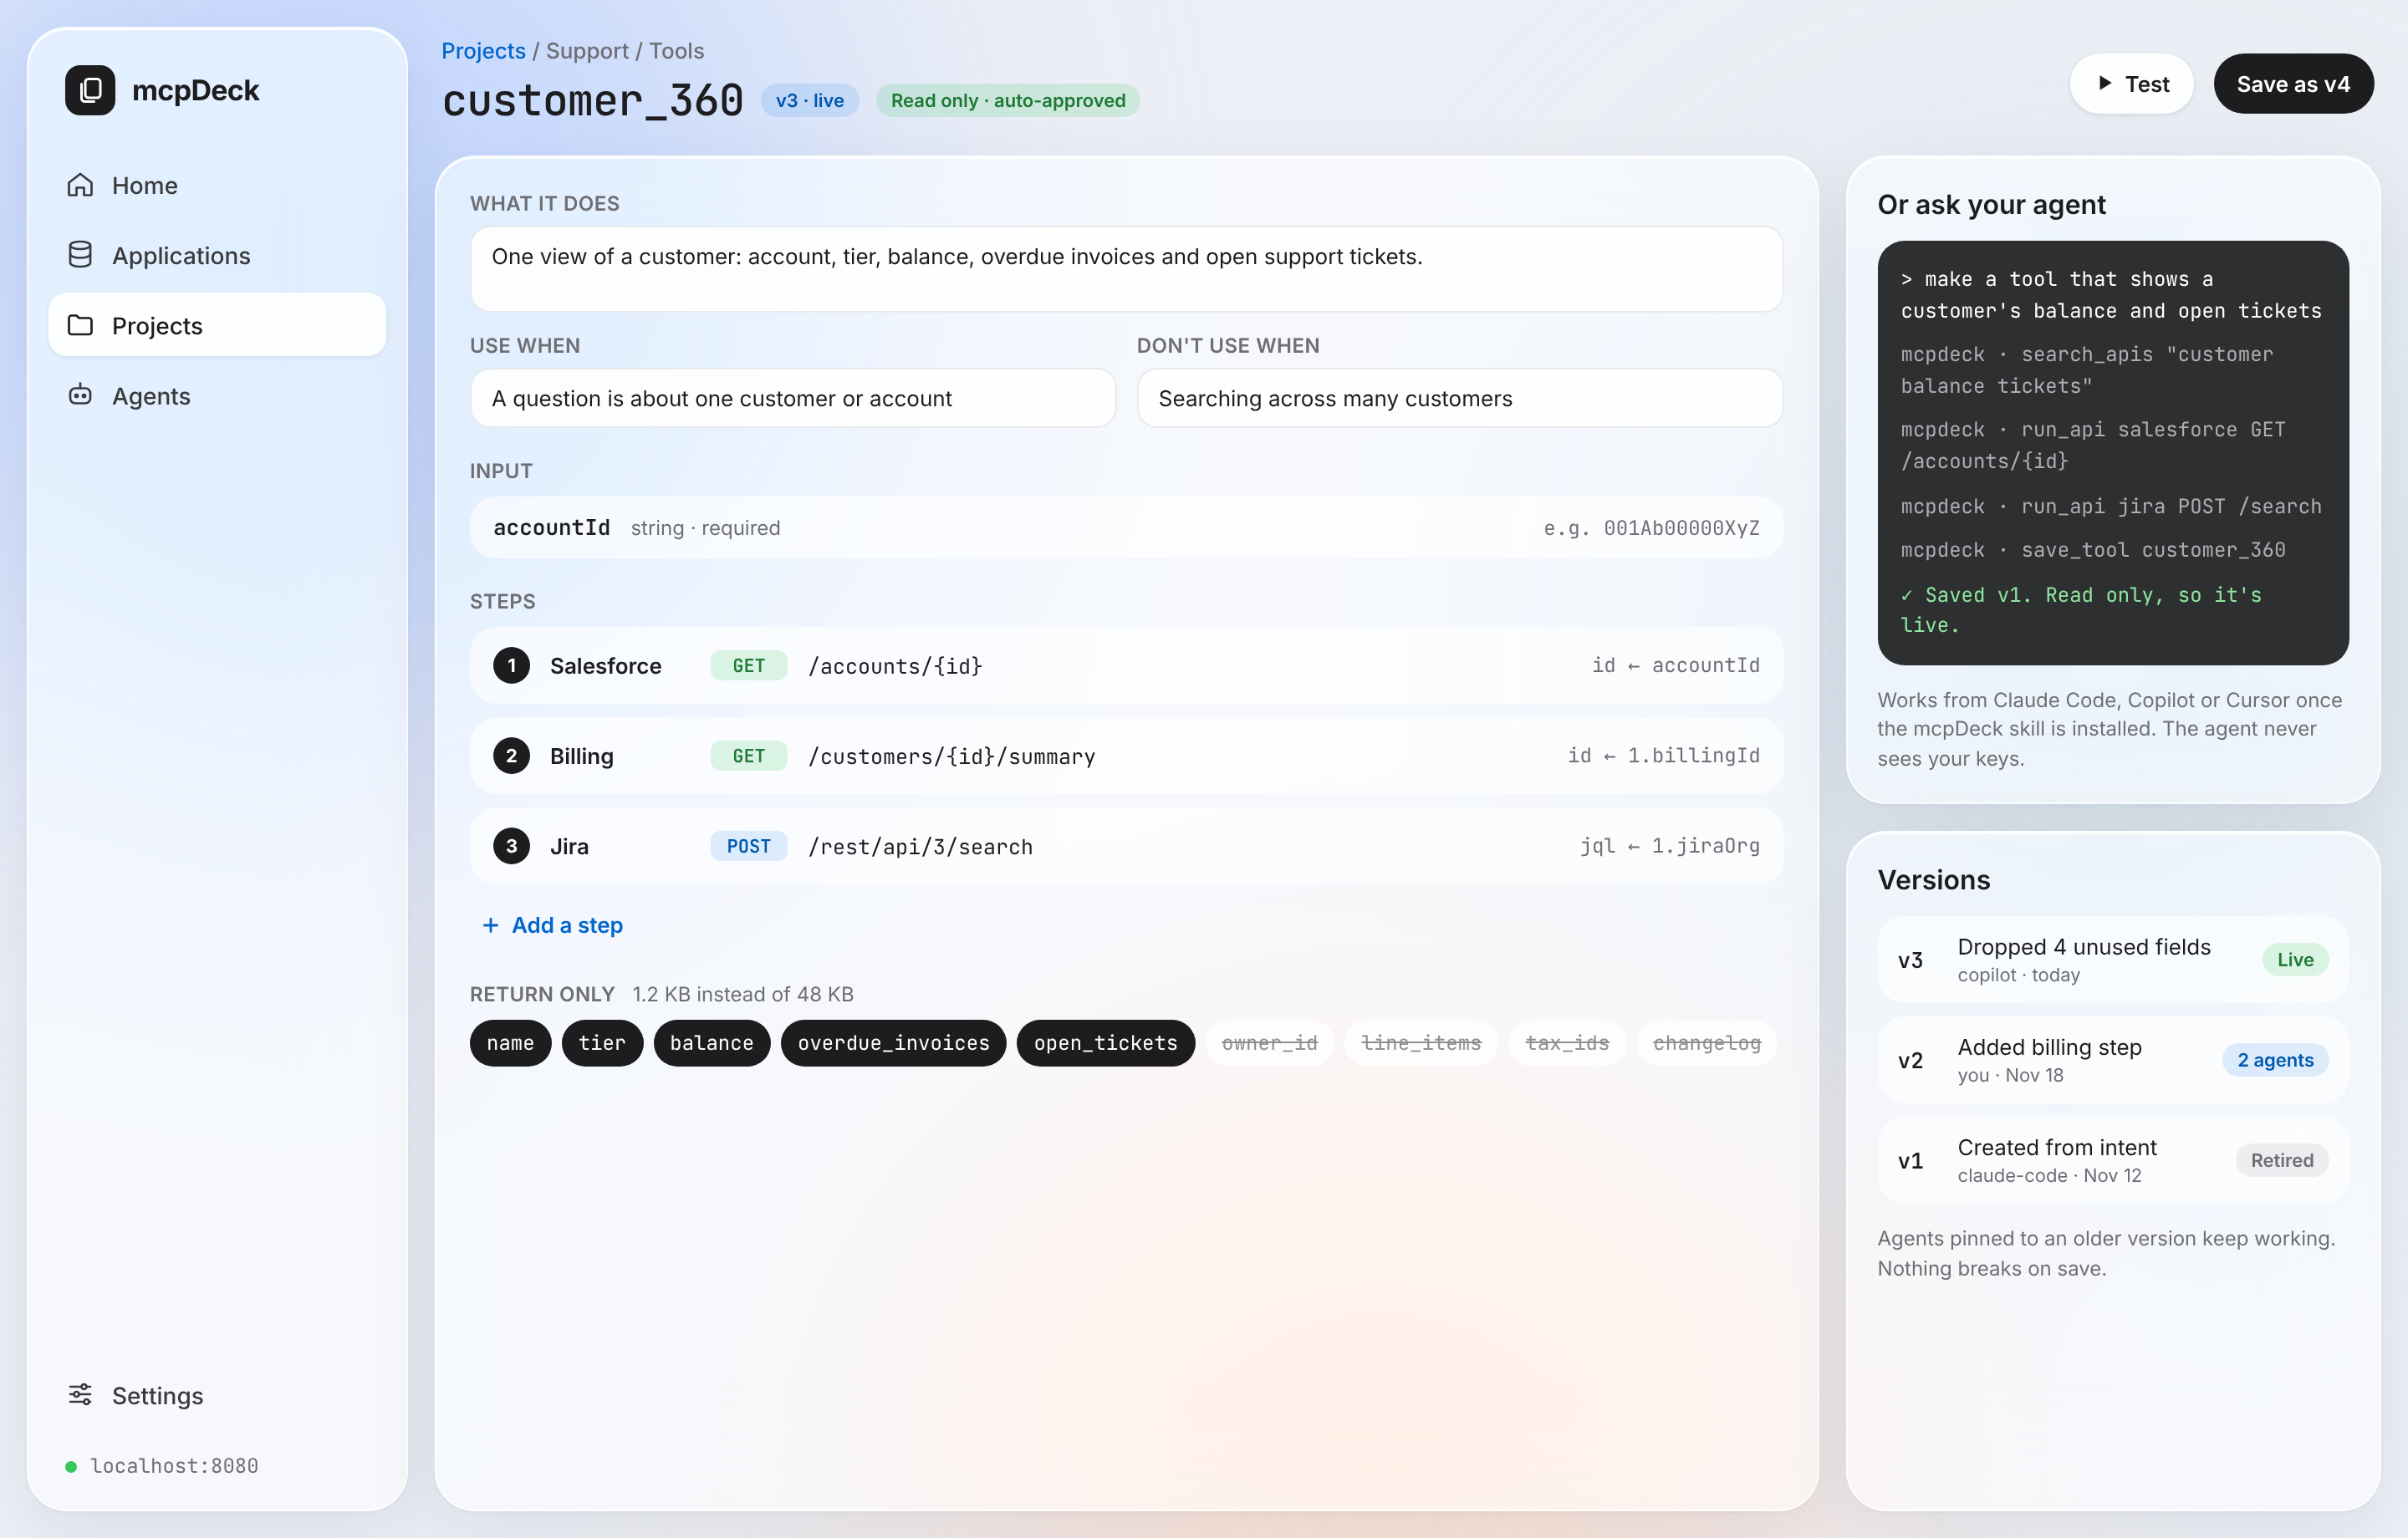 mcpDeck
Home
Applications
Projects
Agents
Settings
localhost:8080
Projects / Support / Tools
customer_360
v3 · live
Read only · auto-approved
Test
Save as v4
WHAT IT DOES
One view of a customer: account, tier, balance, overdue invoices and open support tickets.
USE WHEN
A question is about one customer or account
DON'T USE WHEN
Searching across many customers
INPUT
accountId string · required e.g. 001Ab00000XyZ
STEPS
1 Salesforce GET /accounts/{id} id ← accountId
2 Billing GET /customers/{id}/summary id ← 1.billingId
3 Jira POST /rest/api/3/search jql ← 1.jiraOrg
+ Add a step
RETURN ONLY 1.2 KB instead of 48 KB
name tier balance overdue_invoices open_tickets owner_id line_items tax_ids changelog
Or ask your agent
> make a tool that shows a
customer's balance and open tickets
mcpdeck · search_apis "customer
balance tickets"
mcpdeck · run_api salesforce GET
/accounts/{id}
mcpdeck · run_api jira POST /search
mcpdeck · save_tool customer_360
✓ Saved v1. Read only, so it's
live.
Works from Claude Code, Copilot or Cursor once
the mcpDeck skill is installed. The agent never
sees your keys.
Versions
v3 Dropped 4 unused fields Live
copilot · today
v2 Added billing step 2 agents
you · Nov 18
v1 Created from intent Retired
claude-code · Nov 12
Agents pinned to an older version keep working.
Nothing breaks on save.